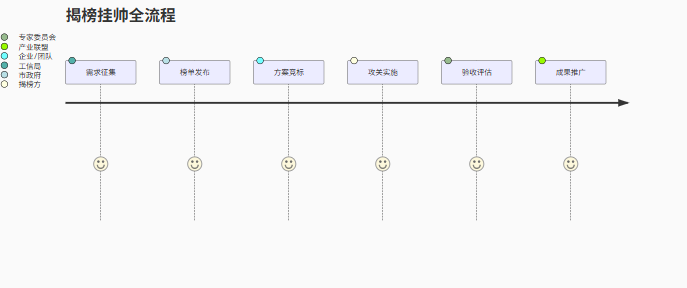 揭榜挂帅全流程
专家委员会
产业联盟
企业/团队
工信局
市政府
揭榜方
需求征集
榜单发布
方案竞标
攻关实施
验收评估
成果推广